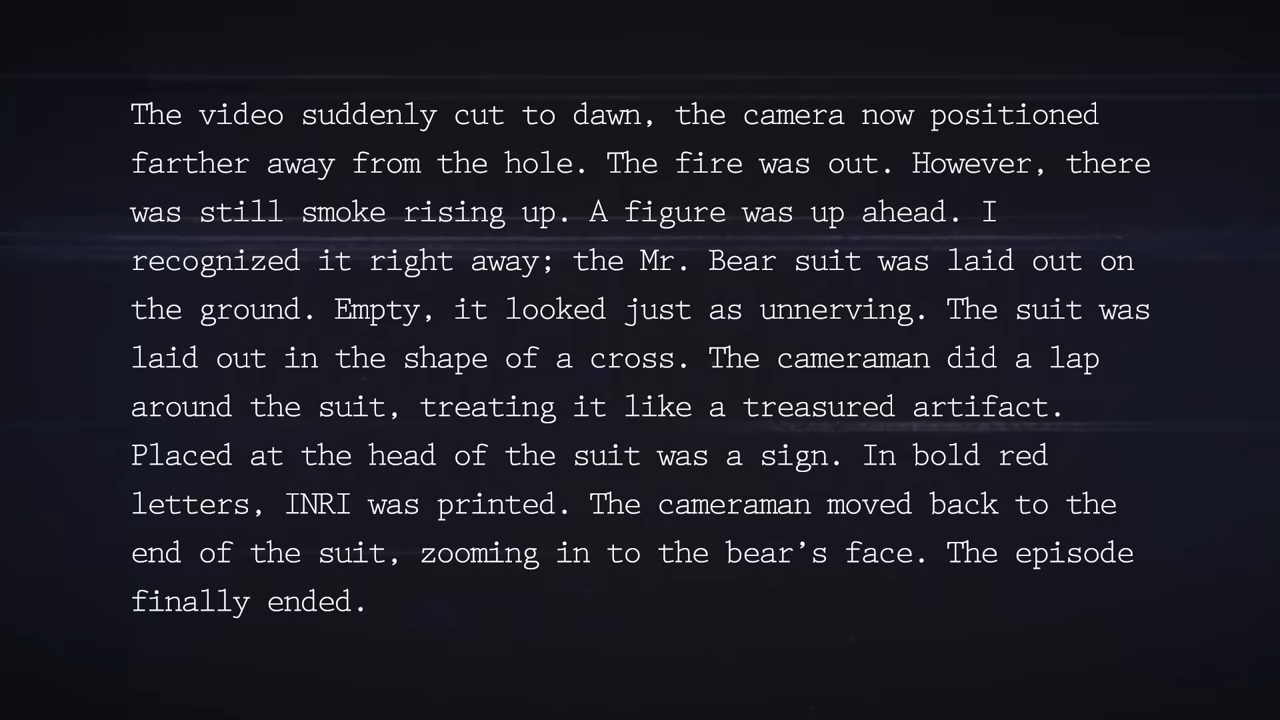 The video suddenly cut to dawn, the camera now positioned
farther away from the hole. The fire was out. However, there
was still smoke rising up. A figure was up ahead. I
recognized it right away; the Mr. Bear suit was laid out on
the ground. Empty, it looked just as unnerving. The suit was
laid out in the shape of a cross. The cameraman did a lap
around the suit, treating it like a treasured artifact.
Placed at the head of the suit was a sign. In bold red
letters, INRI was printed. The cameraman moved back to the
end of the suit, zooming in to the bear’s face. The episode
finally ended.